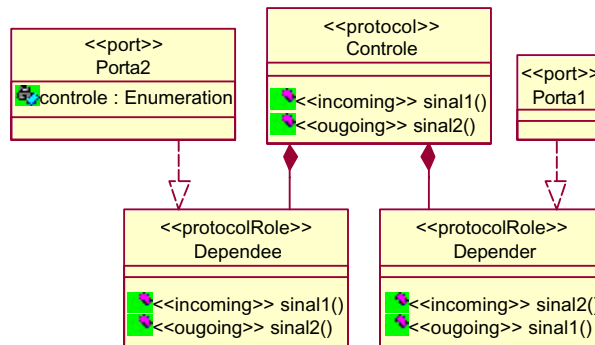 <<port>>
Porta2
controle : Enumeration
<<protocol>>
Controle
<<incoming>> sinal1()
<<ougoing>> sinal2()
<<port>>
Porta1
<<protocolRole>>
Dependee
<<incoming>> sinal1()
<<ougoing>> sinal2()
<<protocolRole>>
Depender
<<incoming>> sinal2()
<<ougoing>> sinal1()